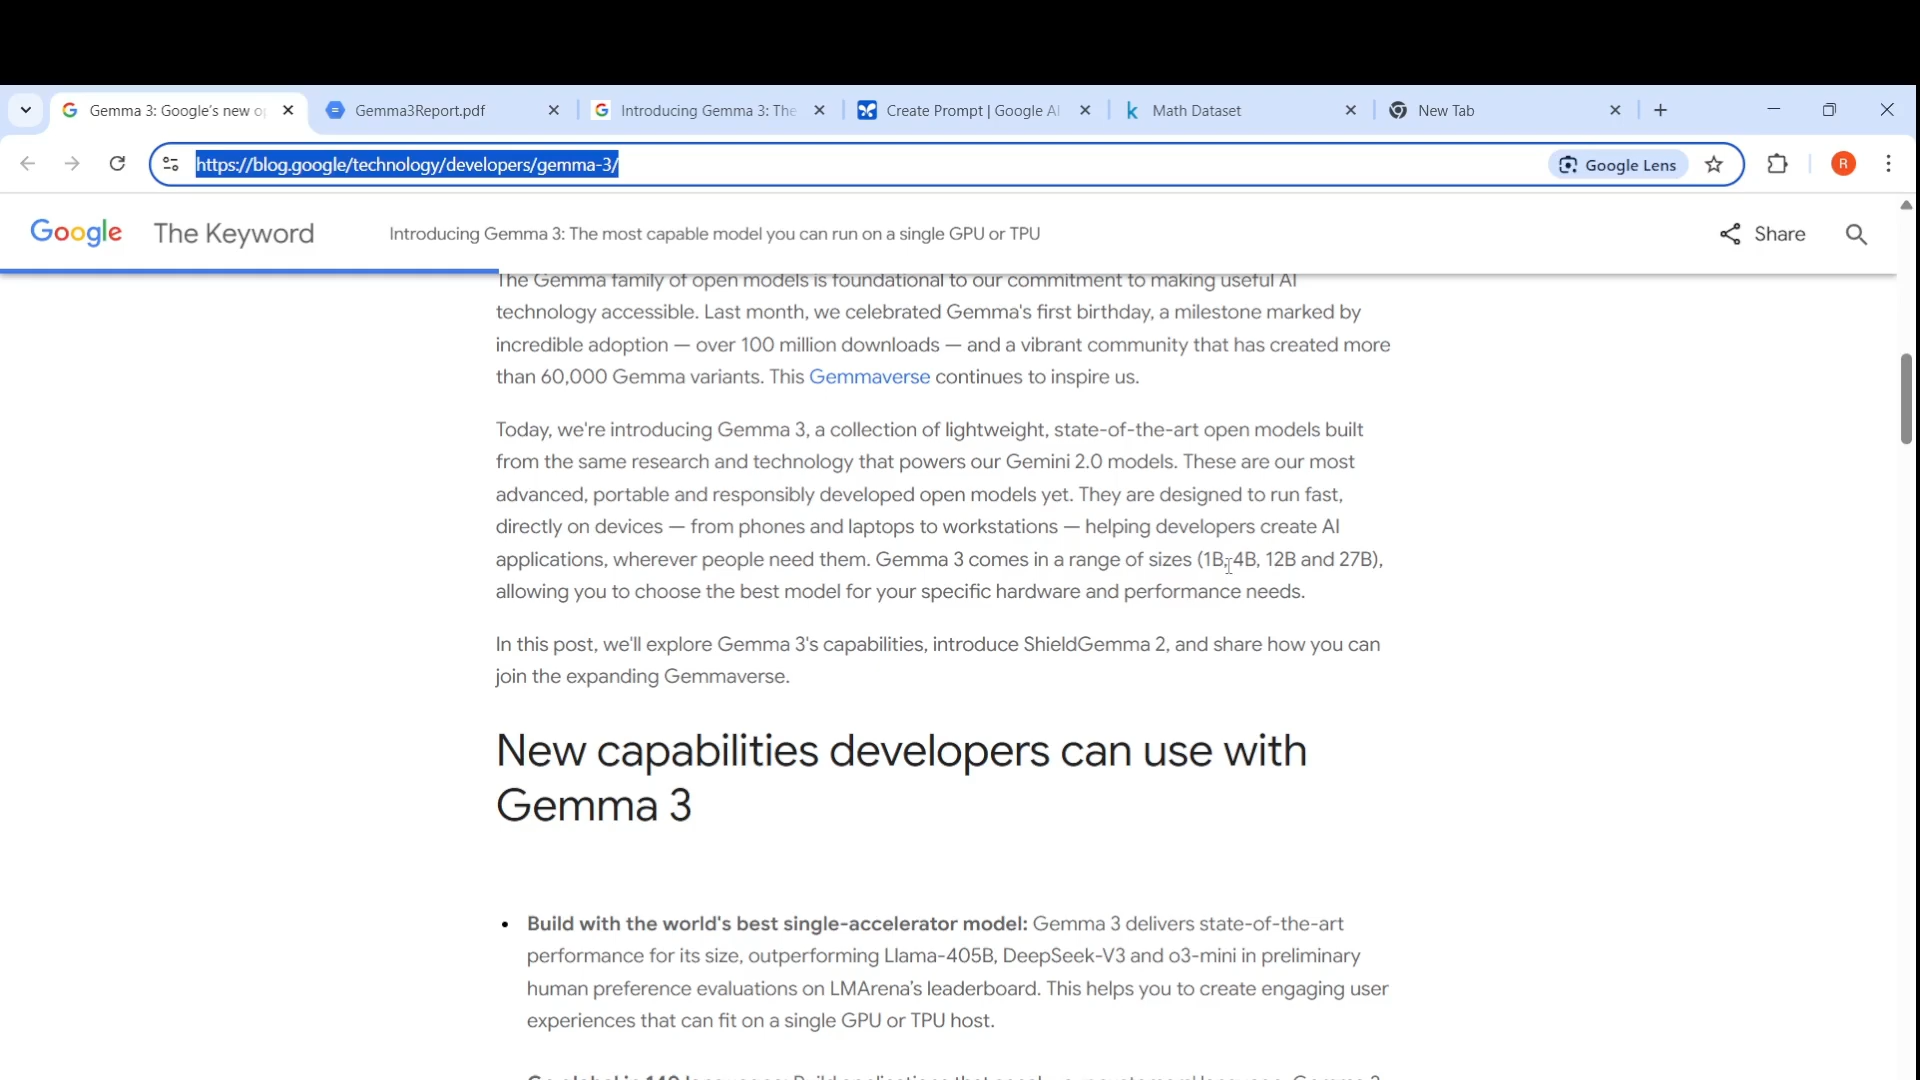 Gemma 3: Google's new o
Gemma3Report.pdf
Introducing Gemma 3: The
Create Prompt | Google AI
k Math Dataset
New Tab
https://blog.google/technology/developers/gemma-3/
Google Lens
R
Google The Keyword
Introducing Gemma 3: The most capable model you can run on a single GPU or TPU
Share
The Gemma family of open models is foundational to our commitment to making useful AI
technology accessible. Last month, we celebrated Gemma's first birthday, a milestone marked by
incredible adoption — over 100 million downloads — and a vibrant community that has created more
than 60,000 Gemma variants. This Gemmaverse continues to inspire us.
Today, we're introducing Gemma 3, a collection of lightweight, state-of-the-art open models built
from the same research and technology that powers our Gemini 2.0 models. These are our most
advanced, portable and responsibly developed open models yet. They are designed to run fast,
directly on devices — from phones and laptops to workstations — helping developers create AI
applications, wherever people need them. Gemma 3 comes in a range of sizes (1B, 4B, 12B and 27B),
allowing you to choose the best model for your specific hardware and performance needs.
In this post, we'll explore Gemma 3's capabilities, introduce ShieldGemma 2, and share how you can
join the expanding Gemmaverse.
New capabilities developers can use with
Gemma 3
• Build with the world's best single-accelerator model: Gemma 3 delivers state-of-the-art
performance for its size, outperforming Llama-405B, DeepSeek-V3 and o3-mini in preliminary
human preference evaluations on LMArena's leaderboard. This helps you to create engaging user
experiences that can fit on a single GPU or TPU host.